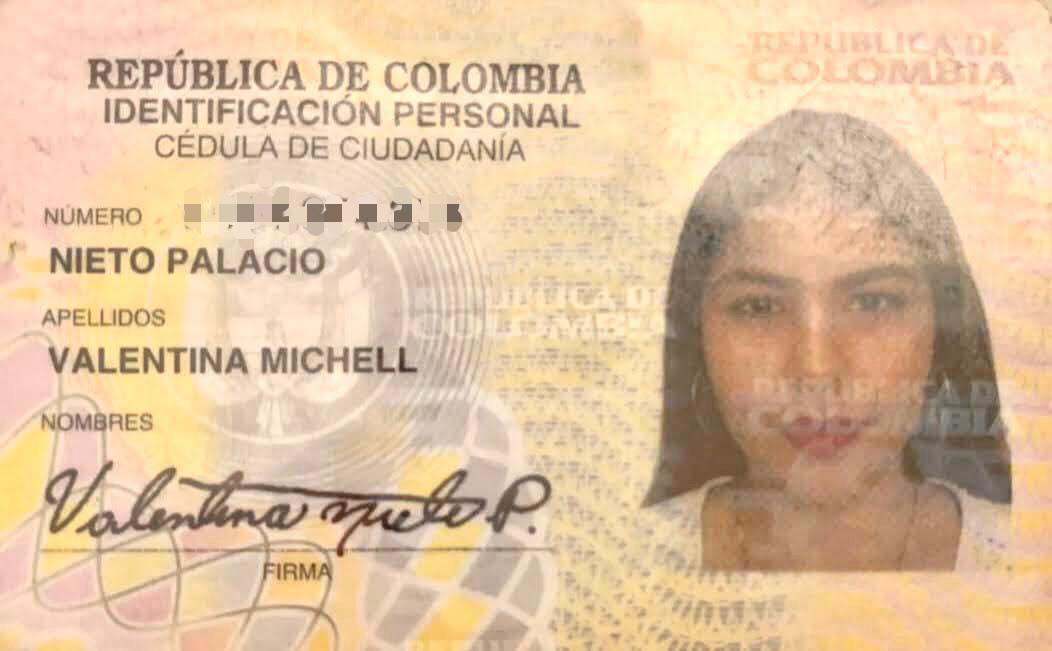 REPÚBLICA DE COLOMBIA
IDENTIFICACIÓN PERSONAL
CÉDULA DE CIUDADANÍA
REPUBLICA DE
COLOMBIA
NÚMERO
NIETO PALACIO
APELLIDOS
VALENTINA MICHELL
NOMBRES
REPUBLICA DE
COLOMBIA
REPUBLICA DE
COLOMBIA
Valentina Nieto P.
FIRMA